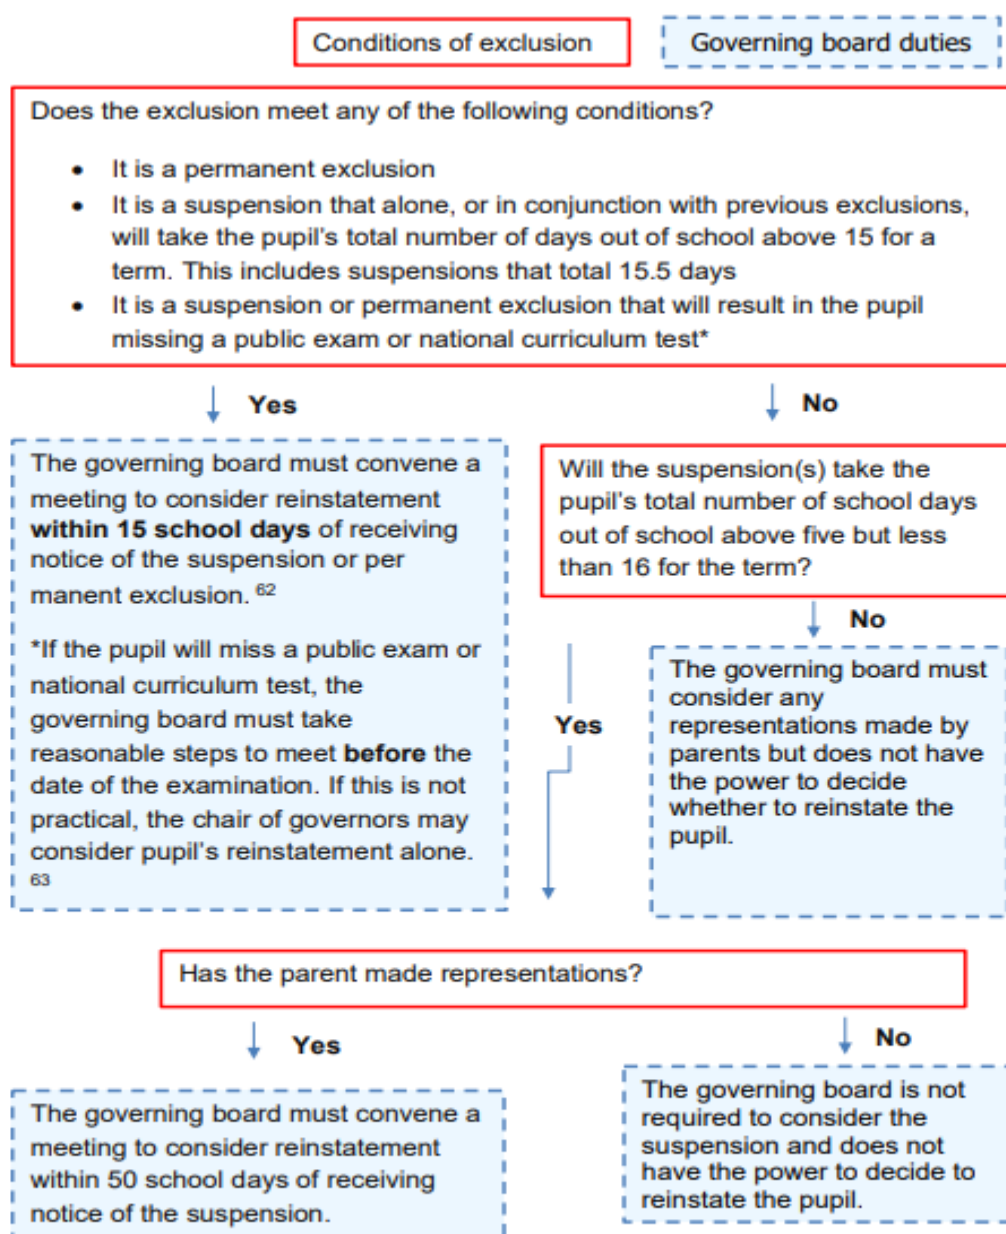 Conditions of exclusion
Governing board duties
Does the exclusion meet any of the following conditions?
• It is a permanent exclusion
• It is a suspension that alone, or in conjunction with previous exclusions,
will take the pupil's total number of days out of school above 15 for a
term. This includes suspensions that total 15.5 days
• It is a suspension or permanent exclusion that will result in the pupil
missing a public exam or national curriculum test*
Yes
No
The governing board must convene a
meeting to consider reinstatement
within 15 school days of receiving
notice of the suspension or per
manent exclusion. 62
*If the pupil will miss a public exam or
national curriculum test, the
governing board must take
reasonable steps to meet before the
date of the examination. If this is not
practical, the chair of governors may
consider pupil's reinstatement alone.
63
Will the suspension(s) take the
pupil's total number of school days
out of school above five but less
than 16 for the term?
No
Yes
The governing board must
consider any
representations made by
parents but does not have
the power to decide
whether to reinstate the
pupil.
Has the parent made representations?
Yes
No
The governing board must convene a
meeting to consider reinstatement
within 50 school days of receiving
notice of the suspension.
The governing board is not
required to consider the
suspension and does not
have the power to decide to
reinstate the pupil.